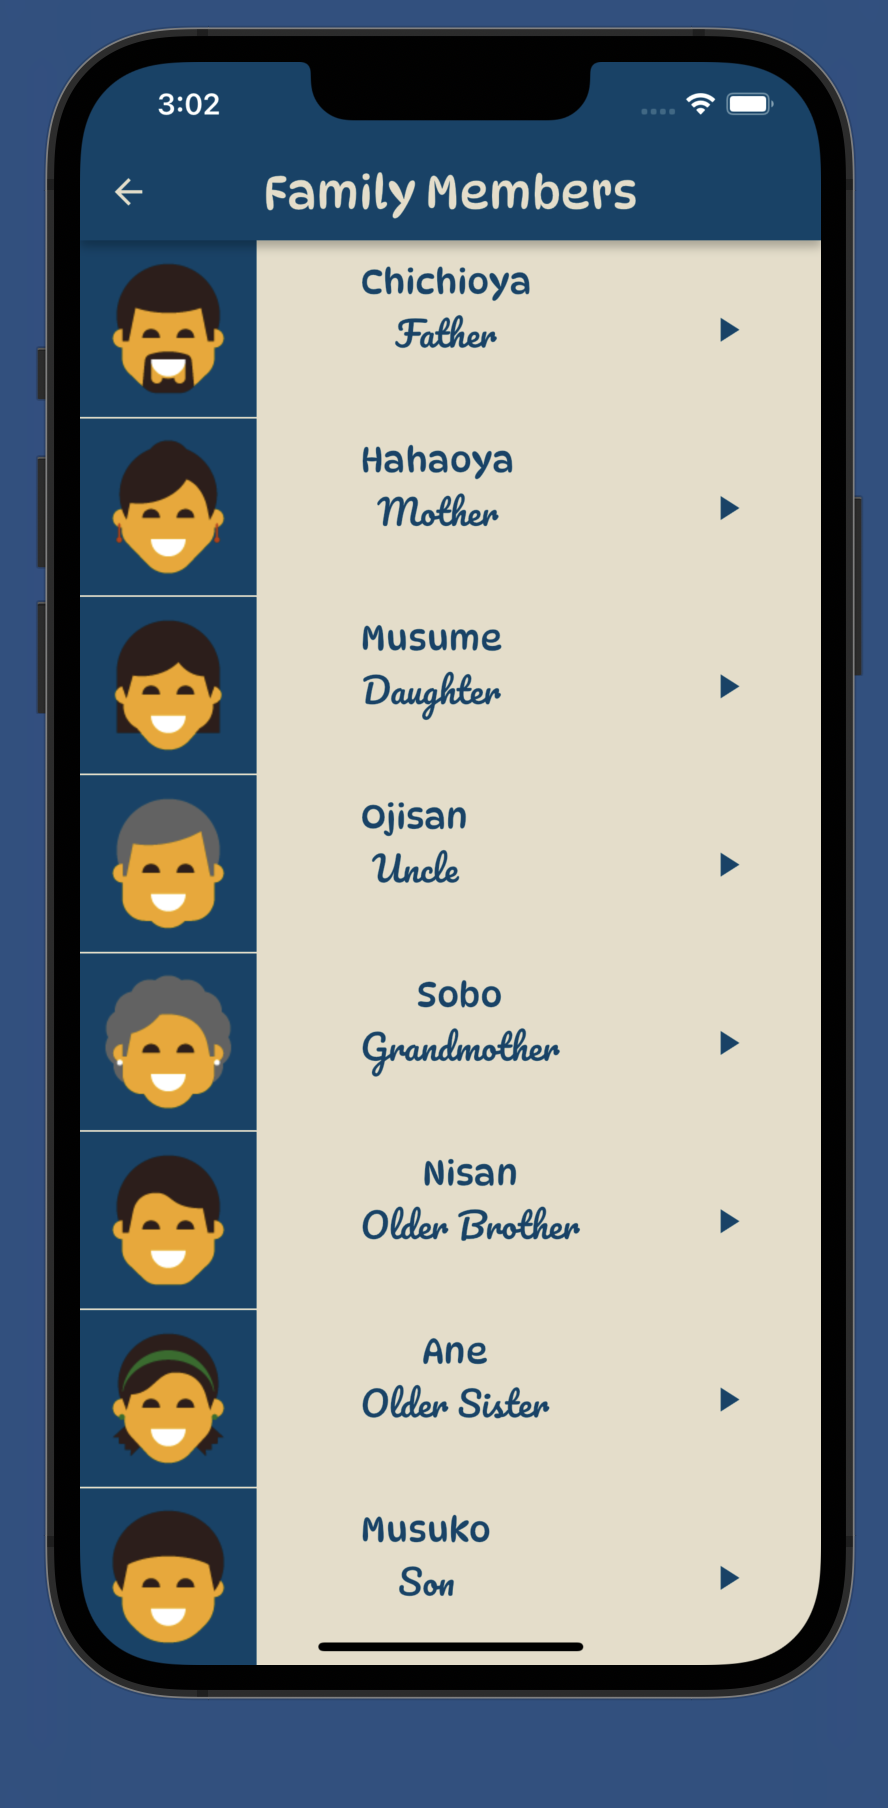 3:02
Family Members
Chichioya
Father
Hahaoya
Mother
Musume
Daughter
Ojisan
Uncle
Sobo
Grandmother
Nisan
Older Brother
Ane
Older Sister
Musuko
Son